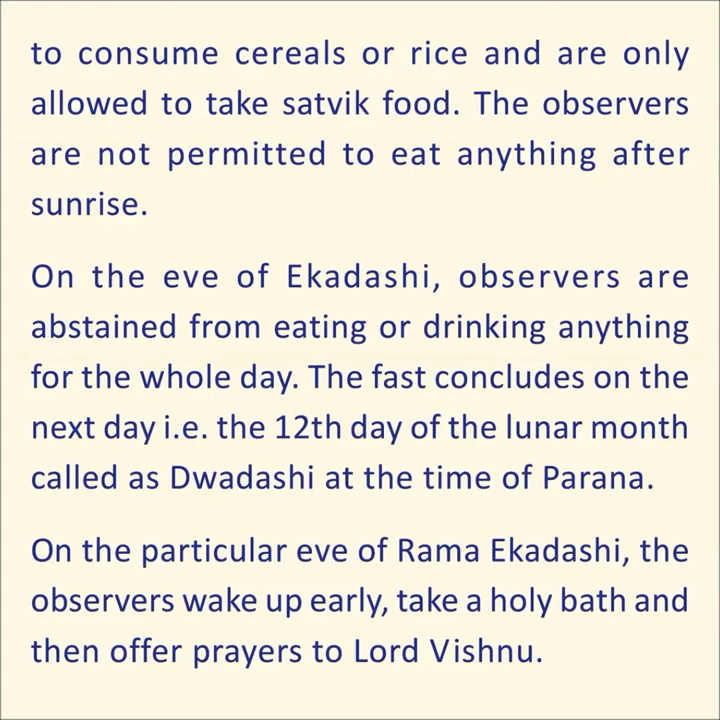 to consume cereals or rice and are only
allowed to take satvik food. The observers
are not permitted to eat anything after
sunrise.
On the eve of Ekadashi, observers are
abstained from eating or drinking anything
for the whole day. The fast concludes on the
next day i.e. the 12th day of the lunar month
called as Dwadashi at the time of Parana.
On the particular eve of Rama Ekadashi, the
observers wake up early, take a holy bath and
then offer prayers to Lord Vishnu.